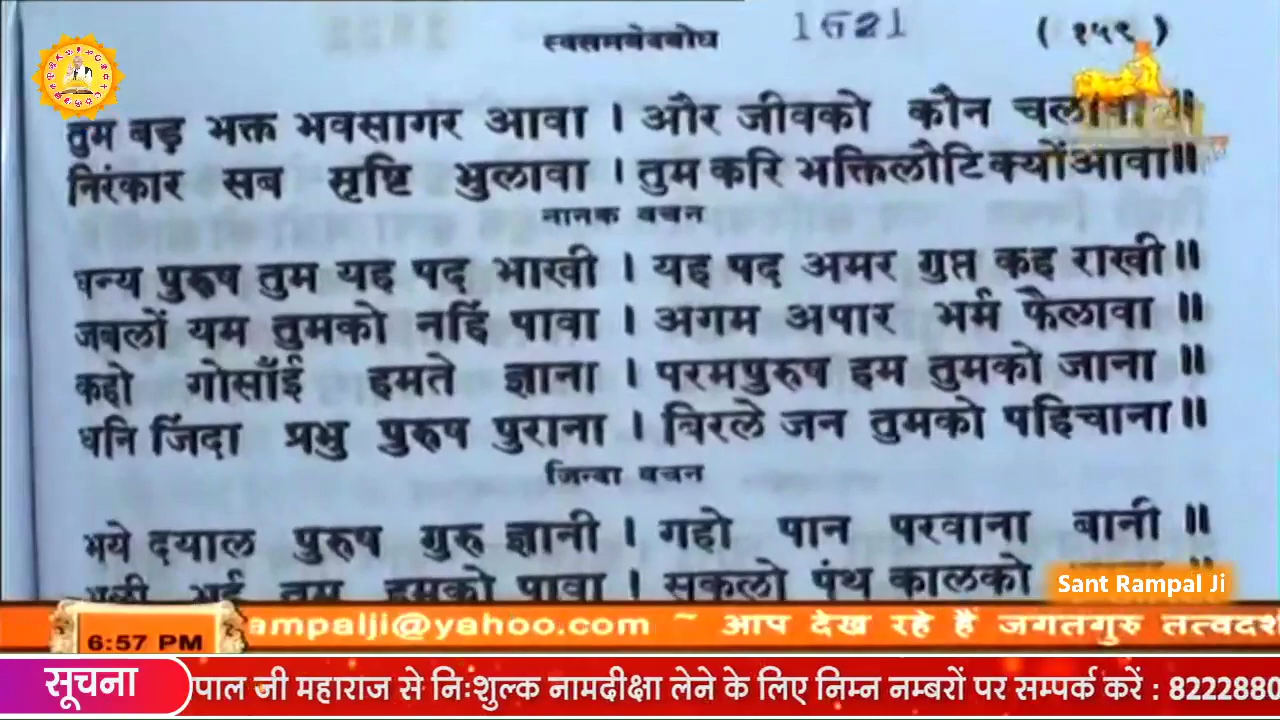 स्वसमवेदबोध 1621 ( १५९ )
तुम बड़ भक्त भवसागर आवा । और जीवको कौन चलावा ॥
निरंकार सब सृष्टि भुलावा । तुम करि भक्तिलौटि क्योंआवा॥
नानक वचन
धन्य पुरूष तुम यह पद भाखी । यह पद अमर गुप्त कह राखी॥
जबलों यम तुमको नहिं पावा । अगम अपार भर्म फैलावा ॥
कहो गोसाँई हमते ज्ञाना । परमपुरुष हम तुमको जाना ॥
धनि जिंदा प्रभु पुरूष पुराना । बिरले जन तुमको पहिचाना॥
जिन्दा वचन
भये दयाल पुरुष गुरु ज्ञानी । गहो पान परवाना बानी ॥
भली भई तुम हमको पावा । सकलो पंथ कालको
Sant Rampal Ji
6:57 PM ampalji@yahoo.com ~ आप देख रहे हैं जगतगुरु तत्वदर्श
सूचना पाल जी महाराज से निःशुल्क नामदीक्षा लेने के लिए निम्न नम्बरों पर सम्पर्क करें : 8222880